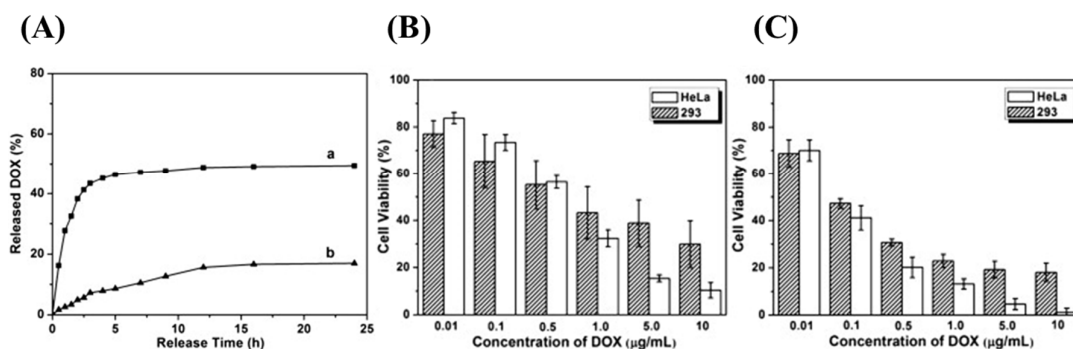 (A)
(B)
(C)
80
60
40
20
0
Released DOX (%)
a
b
0 5 10 15 20 25
Release Time (h)
100
80
60
40
20
0
Cell Viability (%)
HeLa
293
0.01 0.1 0.5 1.0 5.0 10
Concentration of DOX (μg/mL)
100
80
60
40
20
0
Cell Viability (%)
HeLa
293
0.01 0.1 0.5 1.0 5.0 10
Concentration of DOX (μg/mL)